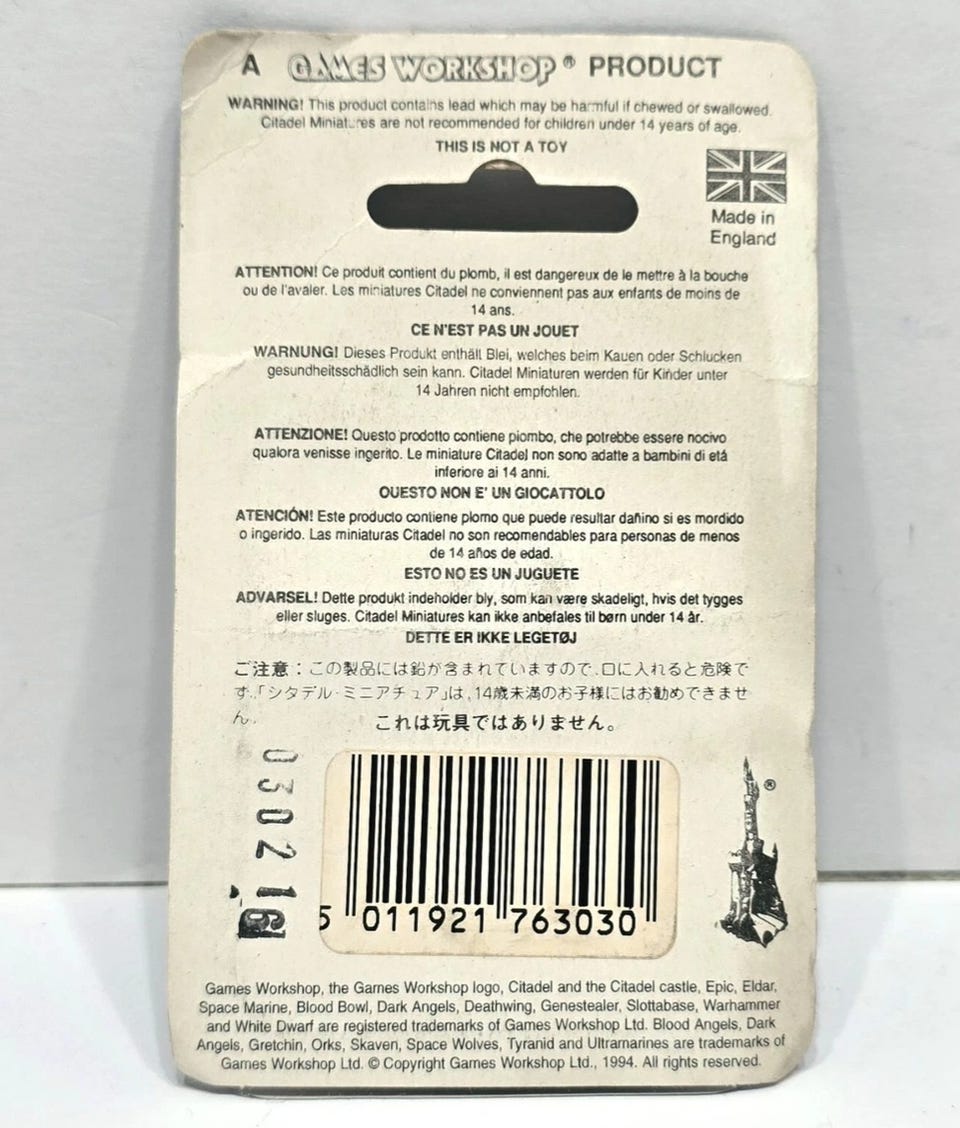 A GAMES WORKSHOP® PRODUCT
WARNING! This product contains lead which may be harmful if chewed or swallowed.
Citadel Miniatures are not recommended for children under 14 years of age.
THIS IS NOT A TOY
Made in
England
ATTENTION! Ce produit contient du plomb, il est dangereux de le mettre à la bouche
ou de l'avaler. Les miniatures Citadel ne conviennent pas aux enfants de moins de
14 ans.
CE N'EST PAS UN JOUET
WARNUNG! Dieses Produkt enthält Blei, welches beim Kauen oder Schlucken
gesundheitsschädlich sein kann. Citadel Miniaturen werden für Kinder unter
14 Jahren nicht empfohlen.
ATTENZIONE! Questo prodotto contiene piombo, che potrebbe essere nocivo
qualora venisse ingerito. Le miniature Citadel non sono adatte a bambini di etá
inferiore ai 14 anni.
QUESTO NON E' UN GIOCATTOLO
ATENCIÓN! Este producto contiene plomo que puede resultar dañino si es mordido
o ingerido. Las miniaturas Citadel no son recomendables para personas de menos
de 14 años de edad.
ESTO NO ES UN JUGUETE
ADVARSEL! Dette produkt indeholder bly, som kan være skadeligt, hvis det tygges
eller sluges. Citadel Miniatures kan ikke anbefales til børn under 14 år.
DETTE ER IKKE LEGETØJ
ご注意：この製品には鉛が含まれていますので、口に入れると危険で
す。「シタデル・ミニアチュア」は、14歳未満のお子様にはお勧めできませ
ん。 これは玩具ではありません。
03021
®
5 011921 763030
Games Workshop, the Games Workshop logo, Citadel and the Citadel castle, Epic, Eldar,
Space Marine, Blood Bowl, Dark Angels, Deathwing, Genestealer, Slottabase, Warhammer
and White Dwarf are registered trademarks of Games Workshop Ltd. Blood Angels, Dark
Angels, Gretchin, Orks, Skaven, Space Wolves, Tyranid and Ultramarines are trademarks of
Games Workshop Ltd. © Copyright Games Workshop Ltd., 1994. All rights reserved.